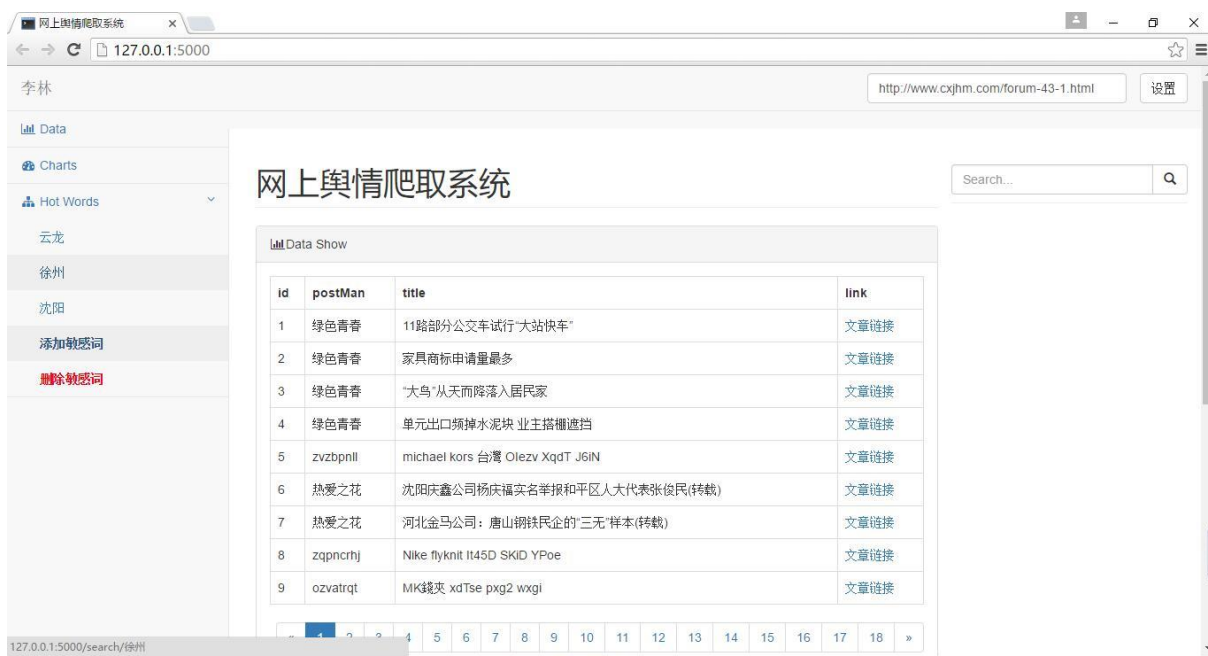 网上舆情爬取系统
127.0.0.1:5000
李林 http://www.cxjhm.com/forum-43-1.html 设置
Data
Charts
Hot Words
云龙
徐州
沈阳
添加敏感词
删除敏感词
网上舆情爬取系统
Search...
Data Show
id postMan title link
1 绿色青春 11路部分公交车试行“大站快车” 文章链接
2 绿色青春 家具商标申请量最多 文章链接
3 绿色青春 “大鸟”从天而降落入居民家 文章链接
4 绿色青春 单元出口频掉水泥块 业主搭棚遮挡 文章链接
5 zvzbpnll michael kors 台灣 Olezv XqdT J6iN 文章链接
6 热爱之花 沈阳庆鑫公司杨庆福实名举报和平区人大代表张俊民(转载) 文章链接
7 热爱之花 河北金马公司：唐山钢铁民企的“三无”样本(转载) 文章链接
8 zqpncrhj Nike flyknit It45D SKiD YPoe 文章链接
9 ozvatrqt MK錢夾 xdTse pxg2 wxgi 文章链接
« 1 2 3 4 5 6 7 8 9 10 11 12 13 14 15 16 17 18 »
127.0.0.1:5000/search/徐州